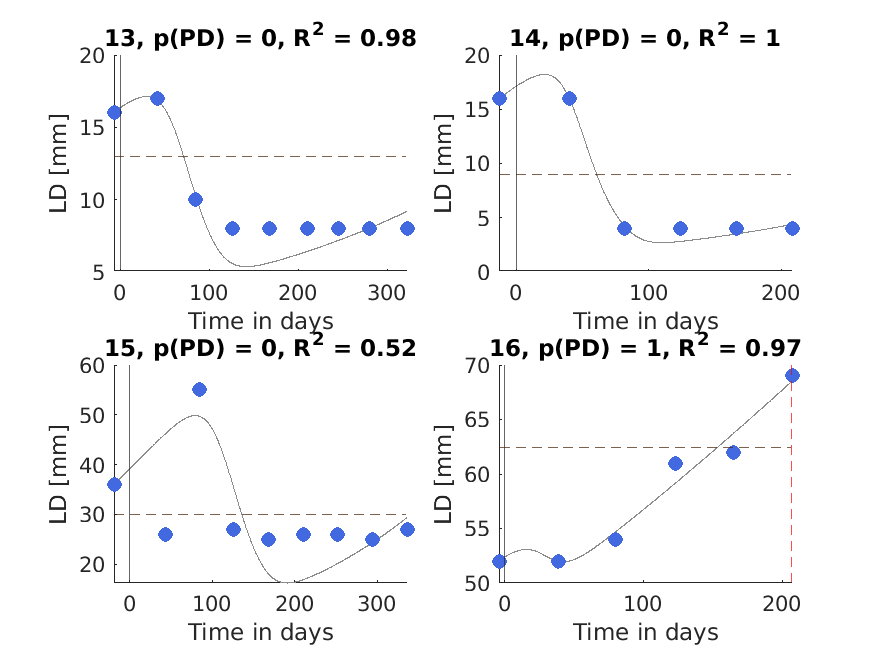 13, p(PD) = 0, R² = 0.98
20
15
10
5
LD [mm]
0 100 200 300
Time in days
14, p(PD) = 0, R² = 1
20
15
10
5
0
LD [mm]
0 100 200
Time in days
15, p(PD) = 0, R² = 0.52
60
50
40
30
20
LD [mm]
0 100 200 300
Time in days
16, p(PD) = 1, R² = 0.97
70
65
60
55
50
LD [mm]
0 100 200
Time in days